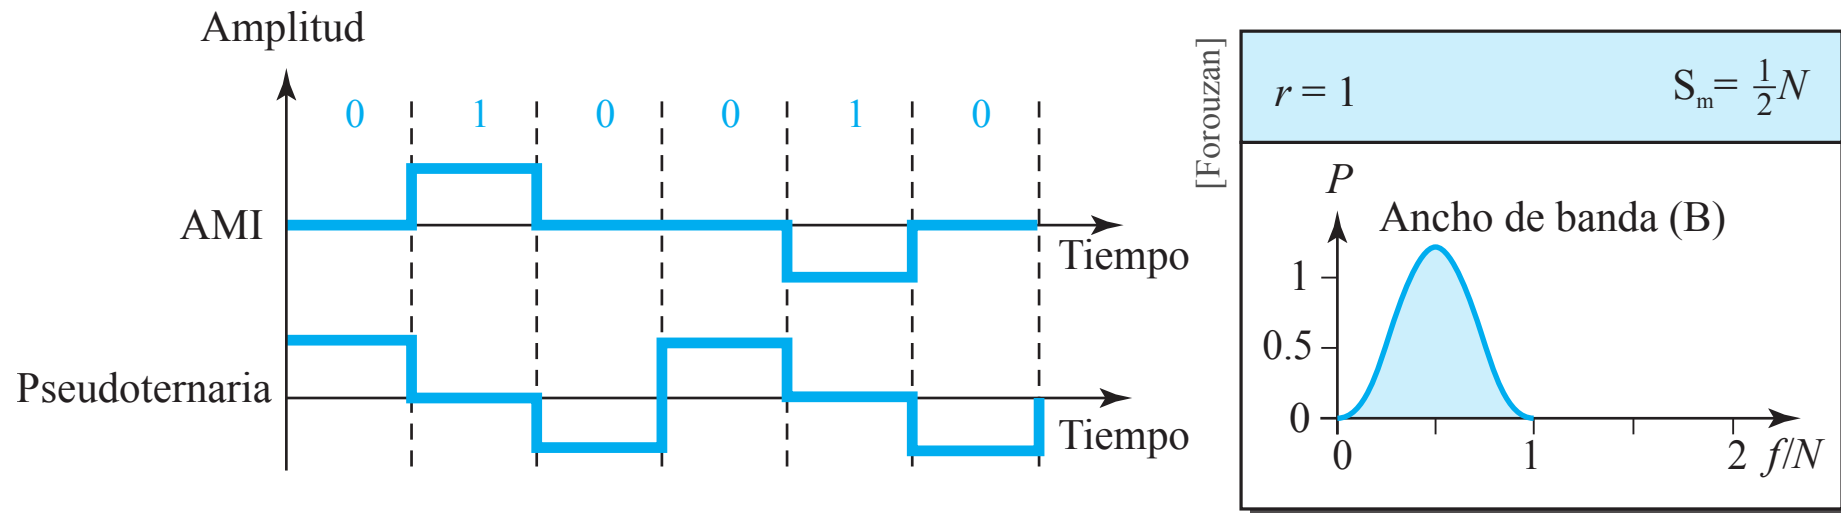 Amplitud
0 1 0 0 1 0
AMI
Tiempo
Pseudoternaria
Tiempo
[Forouzan]
r = 1 Sm= 1/2 N
P
Ancho de banda (B)
1
0.5
0
0 1 2 f/N